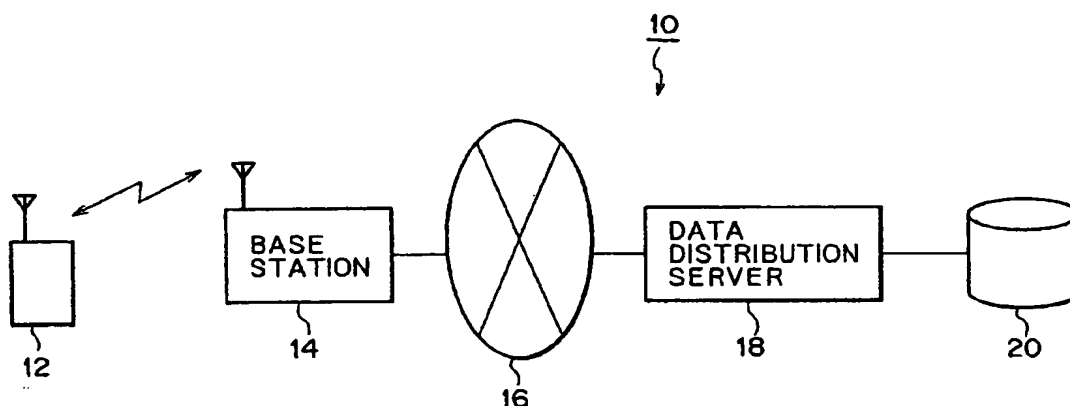 10
BASE
STATION
DATA
DISTRIBUTION
SERVER
12
14
16
18
20